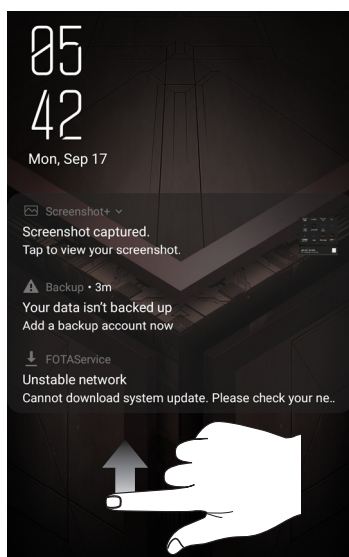 05
42
Mon, Sep 17
Screenshot+
Screenshot captured.
Tap to view your screenshot.
Backup • 3m
Your data isn't backed up
Add a backup account now
FOTAService
Unstable network
Cannot download system update. Please check your ne..